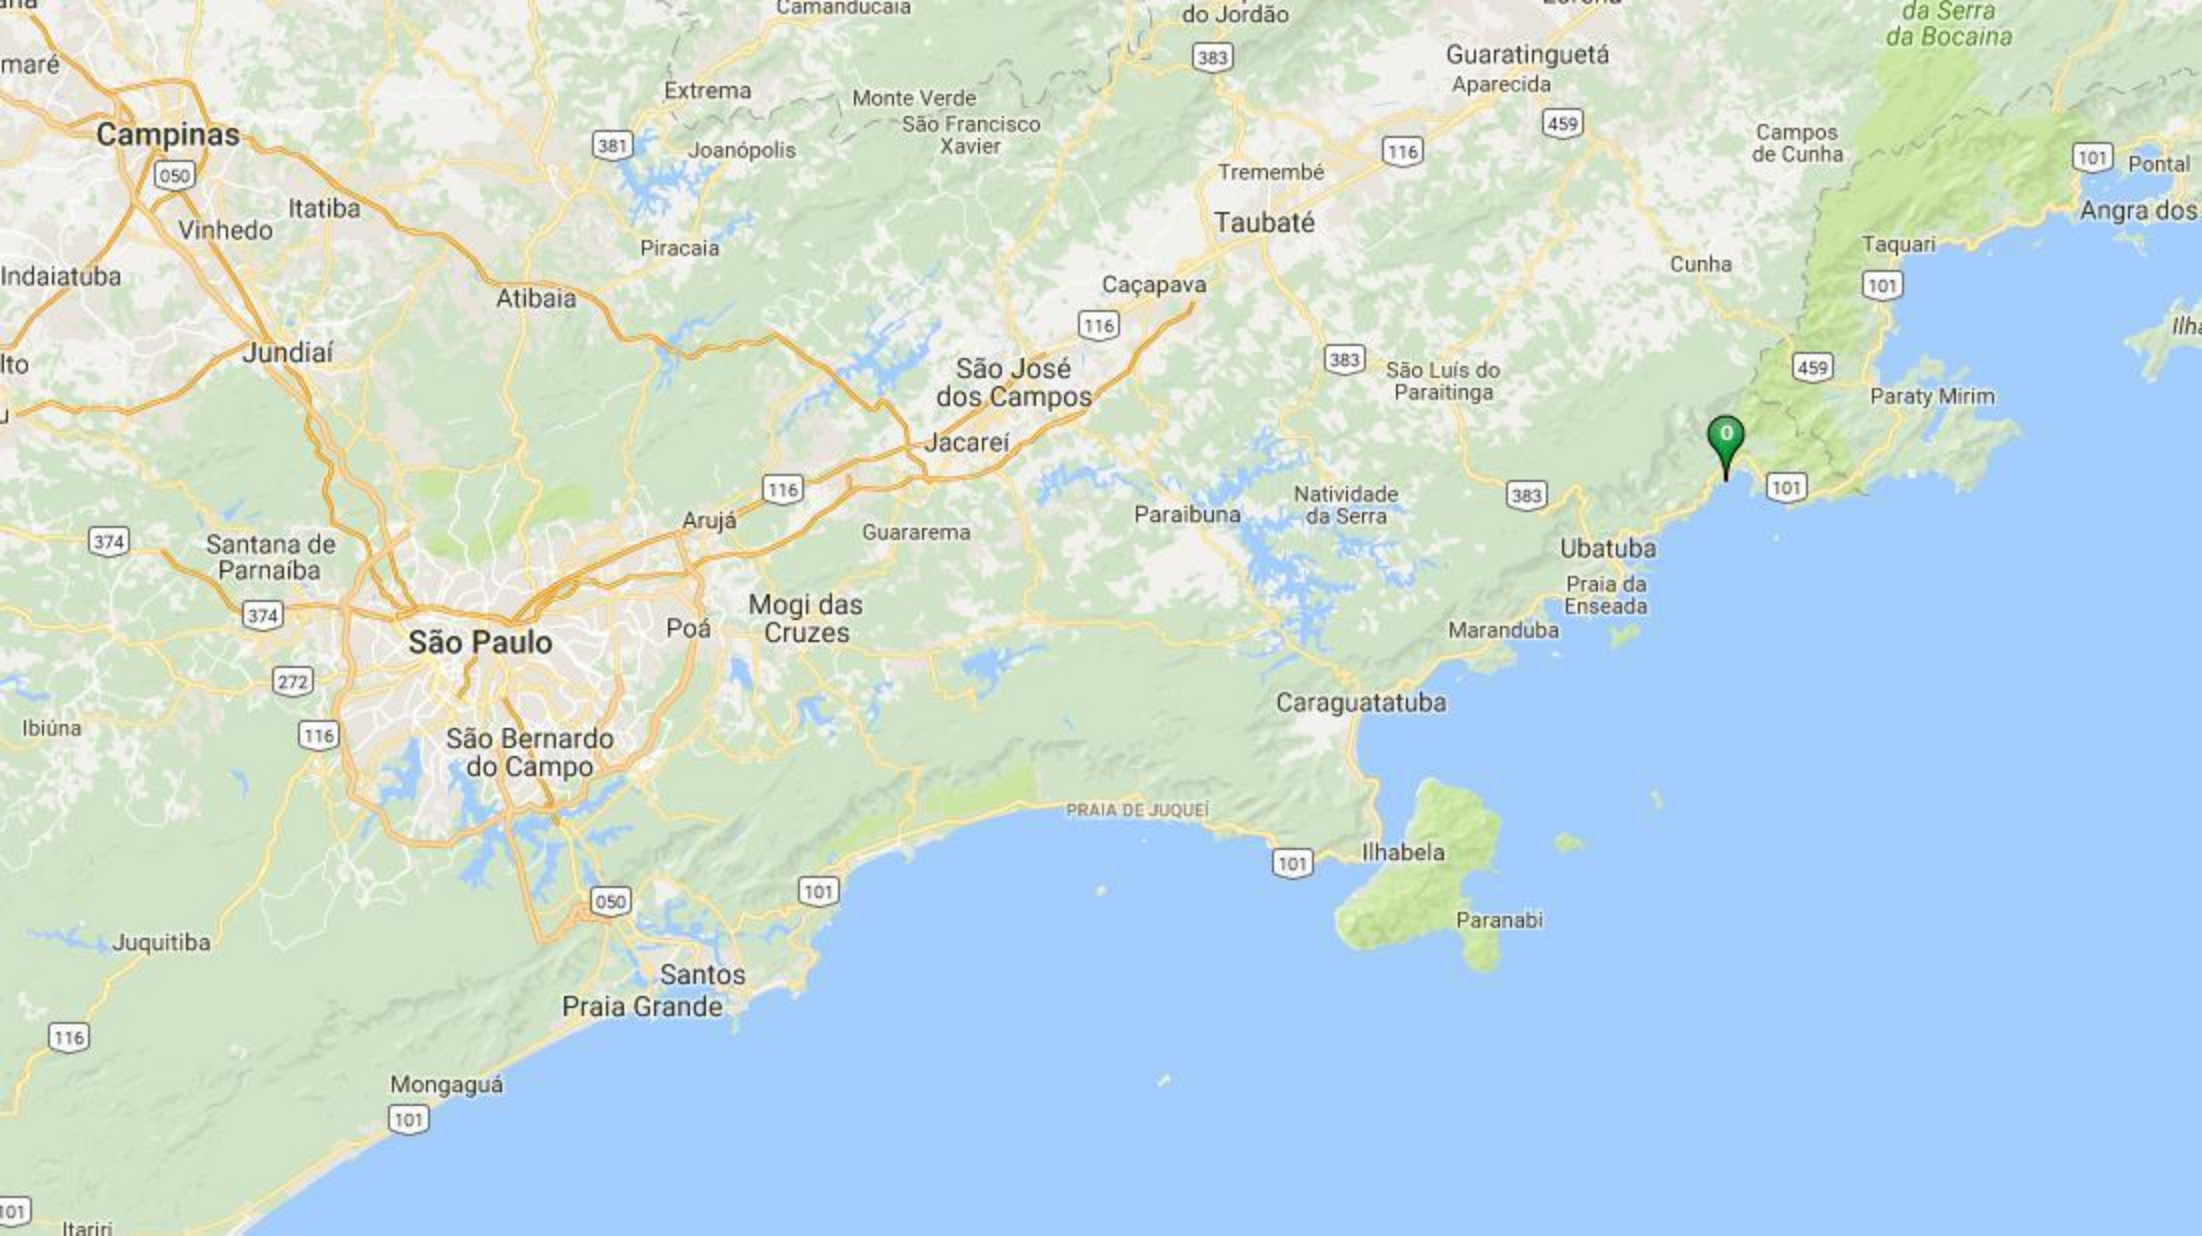 Camanducaia
do Jordão
da Serra
da Bocaina
383
Guaratinguetá
Aparecida
maré
Extrema
Monte Verde
São Francisco
Xavier
459
Campos
de Cunha
Campinas
381
Joanópolis
116
101
Pontal
050
Tremembé
Itatiba
Taubaté
Angra dos
Vinhedo
Piracaia
Taquari
Indaiatuba
Cunha
Atibaia
Caçapava
101
116
Jundiaí
383
São Luís do
Paraitinga
459
São José
dos Campos
Paraty Mirim
Jacareí
0
116
383
101
Natividade
da Serra
Arujá
Guararema
Paraibuna
374
Santana de
Parnaíba
Ubatuba
Praia da
Enseada
374
Mogi das
Cruzes
Poá
Maranduba
São Paulo
272
Caraguatatuba
Ibiúna
116
São Bernardo
do Campo
PRAIA DE JUQUEÍ
Ilhabela
101
101
050
Paranabi
Juquitiba
Santos
Praia Grande
116
Mongaguá
101
101
Itariri